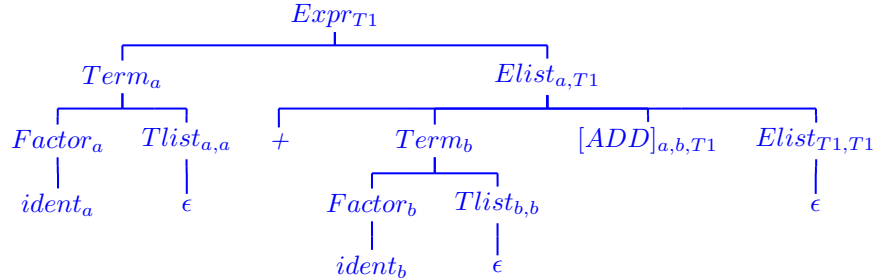 Expr_{T1}
Term_a Elist_{a,T1}
Factor_a Tlist_{a,a} + Term_b [ADD]_{a,b,T1} Elist_{T1,T1}
ident_a ϵ Factor_b Tlist_{b,b} ϵ
ident_b ϵ